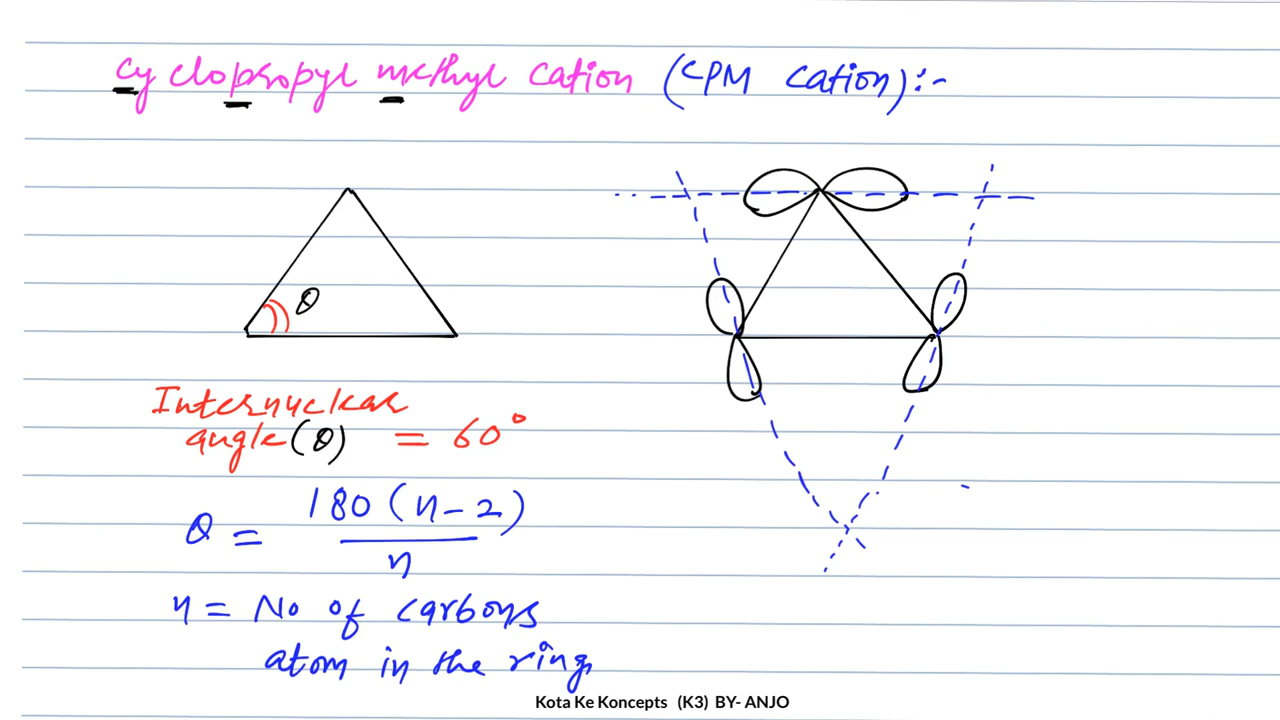 Cyclopropyl methyl cation (CPM cation):-
θ
Internuclear
angle(θ) = 60°
θ = 180(n-2)
n
n = No of carbons
atom in the ring
Kota Ke Koncepts (K3) BY- ANJO